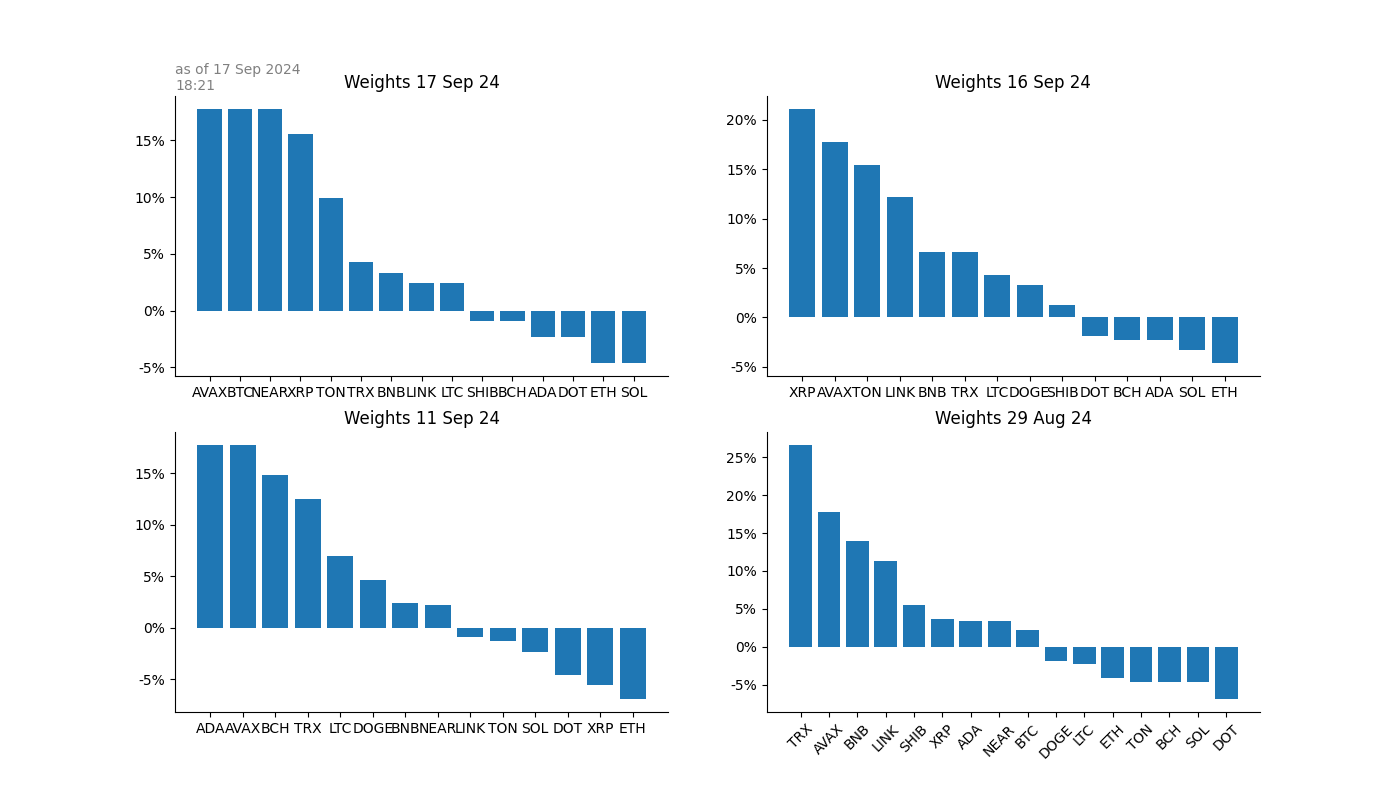 as of 17 Sep 2024
18:21
Weights 17 Sep 24
15%
10%
5%
0%
-5%
AVAX BTC NEAR XRP TON TRX BNB LINK LTC SHIB BCH ADA DOT ETH SOL
Weights 16 Sep 24
20%
15%
10%
5%
0%
-5%
XRP AVAX TON LINK BNB TRX LTC DOGE SHIB DOT BCH ADA SOL ETH
Weights 11 Sep 24
15%
10%
5%
0%
-5%
ADA AVAX BCH TRX LTC DOGE BNB NEAR LINK TON SOL DOT XRP ETH
Weights 29 Aug 24
25%
20%
15%
10%
5%
0%
-5%
TRX AVAX BNB LINK SHIB XRP ADA NEAR BTC DOGE LTC ETH TON BCH SOL DOT